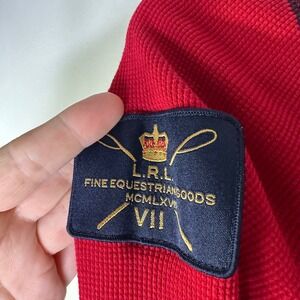 L.R.L.
FINE EQUESTRIAN GOODS
MCMLXVII
VII